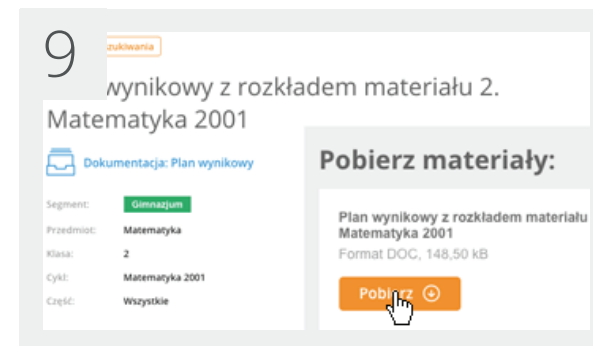 9
zukiwania
wynikowy z rozkładem materiału 2.
Matematyka 2001
Dokumentacja: Plan wynikowy
Segment: Gimnazjum
Przedmiot: Matematyka
Klasa: 2
Cykl: Matematyka 2001
Część: Wszystkie
Pobierz materiały:
Plan wynikowy z rozkładem materiału
Matematyka 2001
Format DOC, 148,50 kB
Pobierz